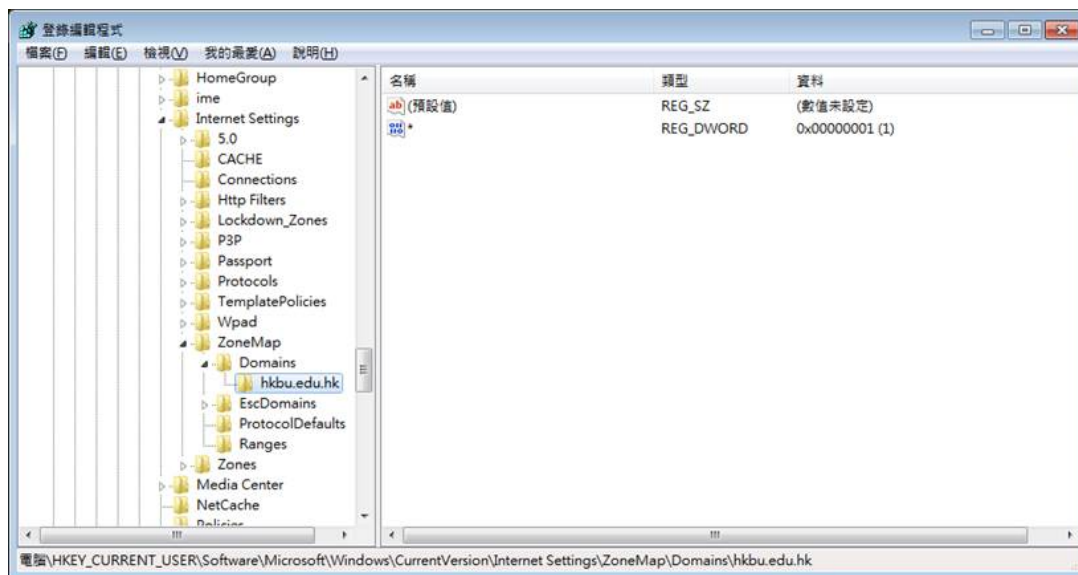 登錄編輯程式
檔案(F) 編輯(E) 檢視(V) 我的最愛(A) 說明(H)
HomeGroup
ime
Internet Settings
5.0
CACHE
Connections
Http Filters
Lockdown_Zones
P3P
Passport
Protocols
TemplatePolicies
Wpad
ZoneMap
Domains
hkbu.edu.hk
EscDomains
ProtocolDefaults
Ranges
Zones
Media Center
NetCache
Policies
名稱 類型 資料
(預設值) REG_SZ (數值未設定)
* REG_DWORD 0x00000001 (1)
電腦\HKEY_CURRENT_USER\Software\Microsoft\Windows\CurrentVersion\Internet Settings\ZoneMap\Domains\hkbu.edu.hk